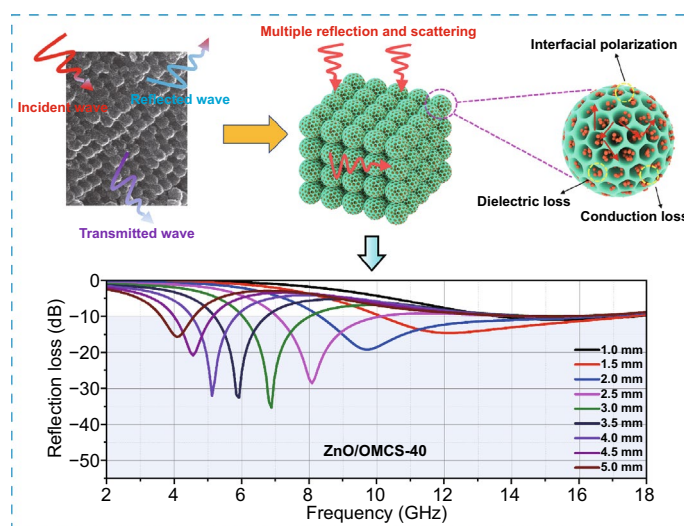 Multiple reflection and scattering
Interfacial polarization
Incident wave
Reflected wave
Transmitted wave
Dielectric loss
Conduction loss
Reflection loss (dB)
0
−10
−20
−30
−40
−50
1.0 mm
1.5 mm
2.0 mm
2.5 mm
3.0 mm
3.5 mm
4.0 mm
4.5 mm
5.0 mm
ZnO/OMCS-40
2 4 6 8 10 12 14 16 18
Frequency (GHz)